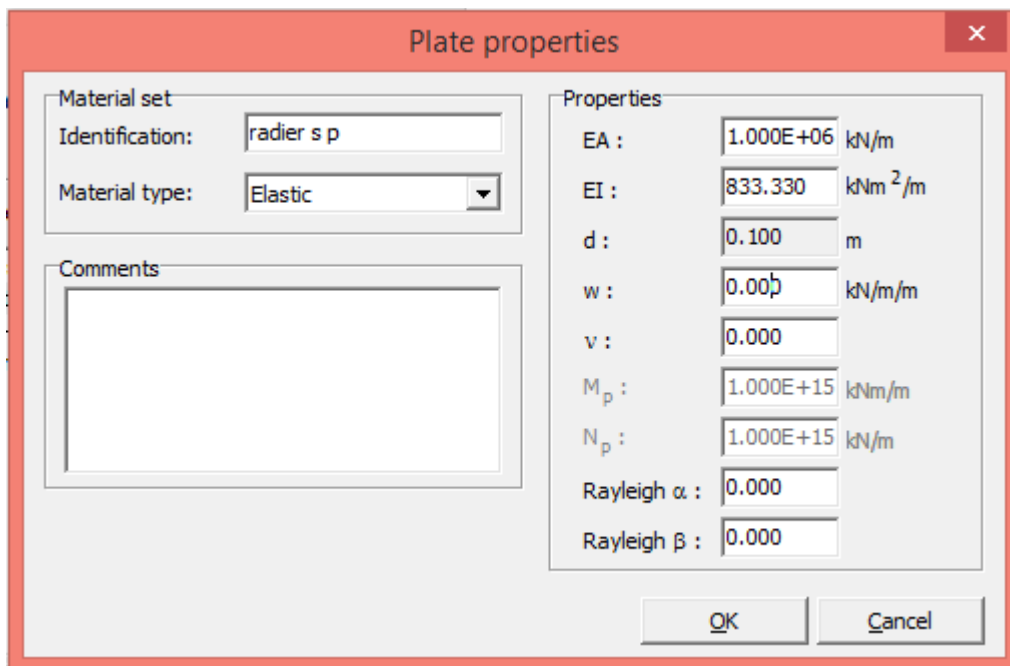 Plate properties
Material set
Identification: radier s p
Material type: Elastic
Comments
Properties
EA : 1.000E+06 kN/m
EI : 833.330 kNm²/m
d : 0.100 m
w : 0.000 kN/m/m
ν : 0.000
Mp : 1.000E+15 kNm/m
Np : 1.000E+15 kN/m
Rayleigh α : 0.000
Rayleigh β : 0.000
OK Cancel